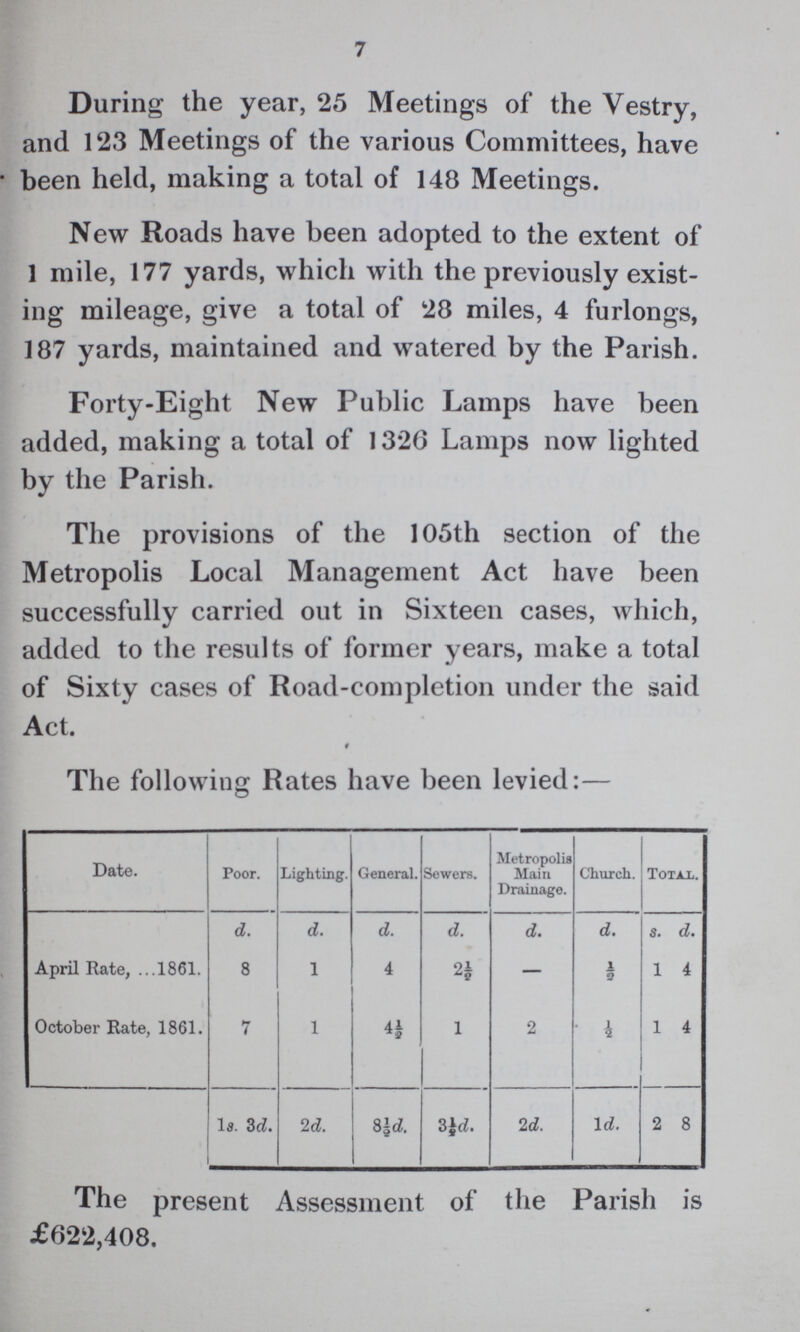 7
During the year, 25 Meetings of the Vestry,
and 123 Meetings of the various Committees, have
been held, making a total of 148 Meetings.
New Roads have been adopted to the extent of
1 mile, 177 yards, which with the previously exist-
ing mileage, give a total of 28 miles, 4 furlongs,
187 yards, maintained and watered by the Parish.
Forty-Eight New Public Lamps have been
added, making a total of 1326 Lamps now lighted
by the Parish.
The provisions of the 105th section of the
Metropolis Local Management Act have been
successfully carried out in Sixteen cases, which,
added to the results of former years, make a total
of Sixty cases of Road-completion under the said
Act.
The following Rates have been levied:—
Date. Poor. Lighting. General. Sewers. Metropolis Main Drainage. Church. TOTAL.
d. d. d. d. d. d. s. d.
April Rate, ...1861. 8 1 4 2½ — ½ 1 4
October Rate, 1861. 7 1 4½ 1 2 ½ 1 4
1s. 3d. 2d. 8½d. 3½d. 2d. 1d. 2 8
The present Assessment of the Parish is
£622,408.